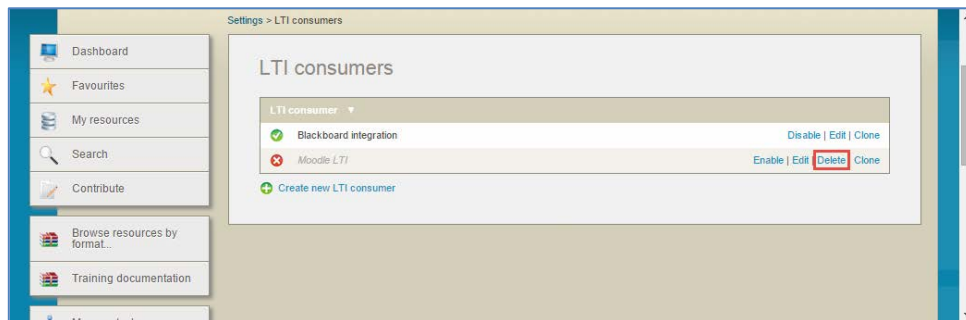 Settings > LTI consumers
Dashboard
Favourites
My resources
Search
Contribute
Browse resources by
format...
Training documentation
LTI consumers
LTI consumer
Blackboard integration
Disable | Edit | Clone
Moodle LTI
Enable | Edit | Delete Clone
Create new LTI consumer